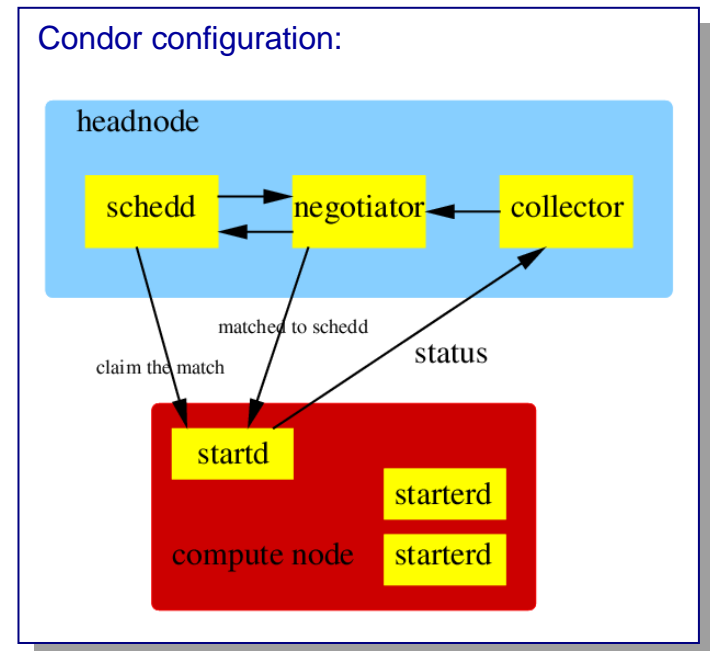 Condor configuration:
headnode
schedd
negotiator
collector
matched to schedd
status
claim the match
startd
starterd
compute node
starterd